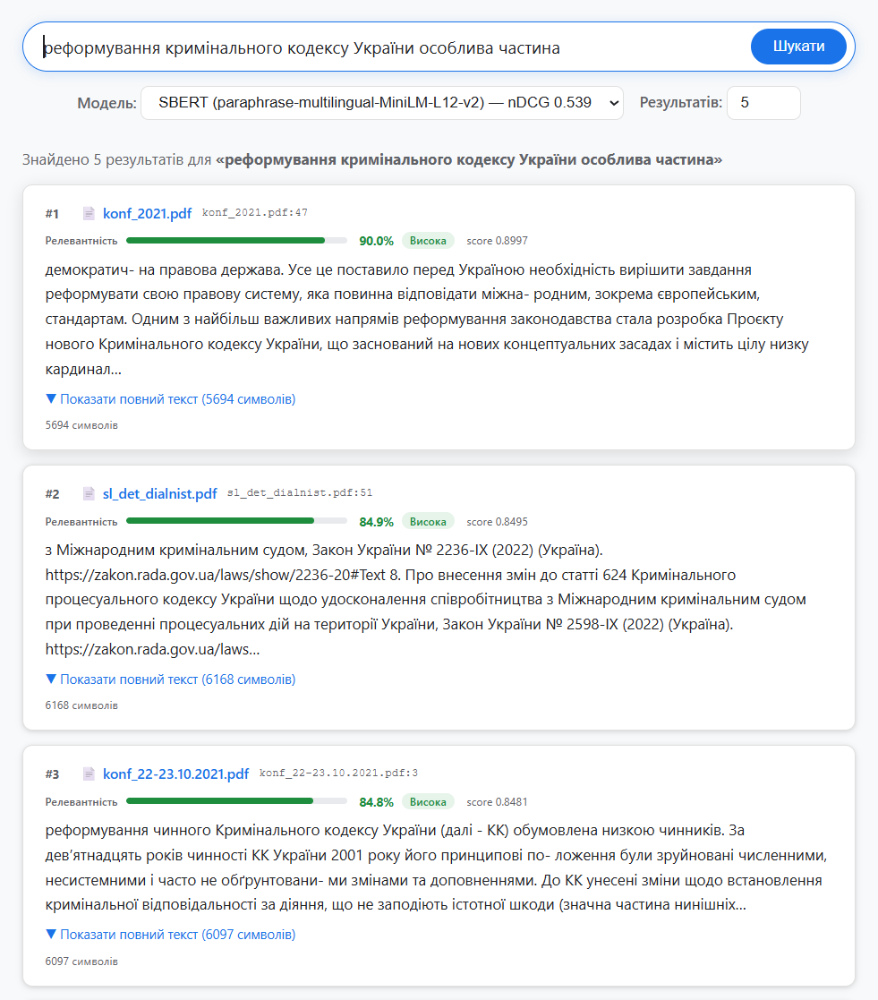 реформування кримінального кодексу України особлива частина
Шукати
Модель: SBERT (paraphrase-multilingual-MiniLM-L12-v2) — nDCG 0.539 Результатів: 5
Знайдено 5 результатів для «реформування кримінального кодексу України особлива частина»
#1 konf_2021.pdf konf_2021.pdf:47
Релевантність 90.0% Висока score 0.8997
демократич- на правова держава. Усе це поставило перед Україною необхідність вирішити завдання
реформувати свою правову систему, яка повинна відповідати міжна- родним, зокрема європейським,
стандартам. Одним з найбільш важливих напрямів реформування законодавства стала розробка Проєкту
нового Кримінального кодексу України, що заснований на нових концептуальних засадах і містить цілу низку
кардинал...
▼ Показати повний текст (5694 символів)
5694 символів
#2 sl_det_dialnist.pdf sl_det_dialnist.pdf:51
Релевантність 84.9% Висока score 0.8495
з Міжнародним кримінальним судом, Закон України № 2236-IX (2022) (Україна).
https://zakon.rada.gov.ua/laws/show/2236-20#Text 8. Про внесення змін до статті 624 Кримінального
процесуального кодексу України щодо удосконалення співробітництва з Міжнародним кримінальним судом
при проведенні процесуальних дій на території України, Закон України № 2598-IX (2022) (Україна).
https://zakon.rada.gov.ua/laws...
▼ Показати повний текст (6168 символів)
6168 символів
#3 konf_22-23.10.2021.pdf konf_22-23.10.2021.pdf:3
Релевантність 84.8% Висока score 0.8481
реформування чинного Кримінального кодексу України (далі - КК) обумовлена низкою чинників. За
дев’ятнадцять років чинності КК України 2001 року його принципові по- ложення були зруйновані численними,
несистемними і часто не обґрунтовани- ми змінами та доповненнями. До КК унесені зміни щодо встановлення
кримінальної відповідальності за діяння, що не заподіють істотної шкоди (значна частина нинішніх...
▼ Показати повний текст (6097 символів)
6097 символів